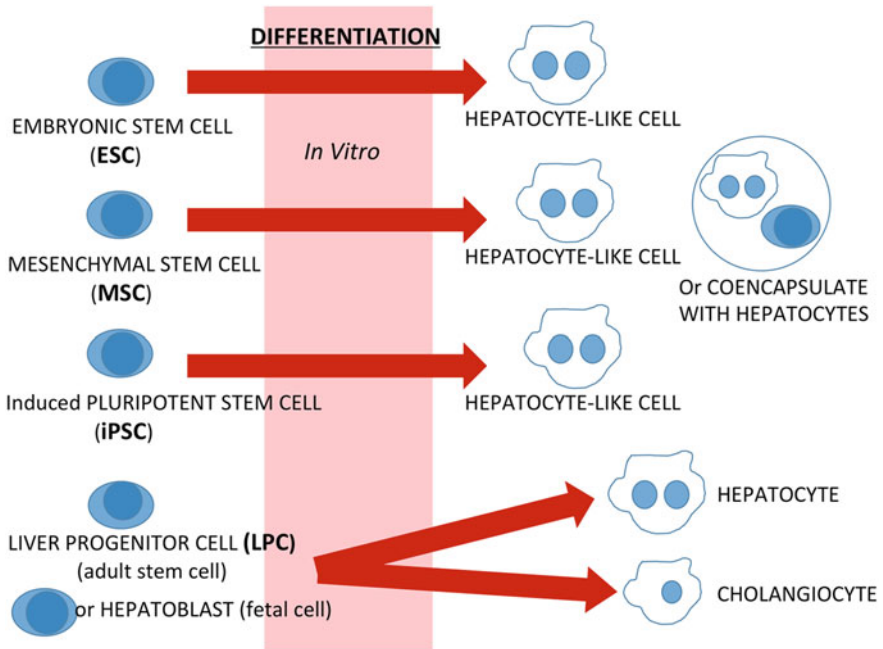 DIFFERENTIATION
In Vitro
EMBRYONIC STEM CELL
(ESC)
HEPATOCYTE-LIKE CELL
MESENCHYMAL STEM CELL
(MSC)
HEPATOCYTE-LIKE CELL
Or COENCAPSULATE
WITH HEPATOCYTES
Induced PLURIPOTENT STEM CELL
(iPSC)
HEPATOCYTE-LIKE CELL
LIVER PROGENITOR CELL (LPC)
(adult stem cell)
or HEPATOBLAST (fetal cell)
HEPATOCYTE
CHOLANGIOCYTE